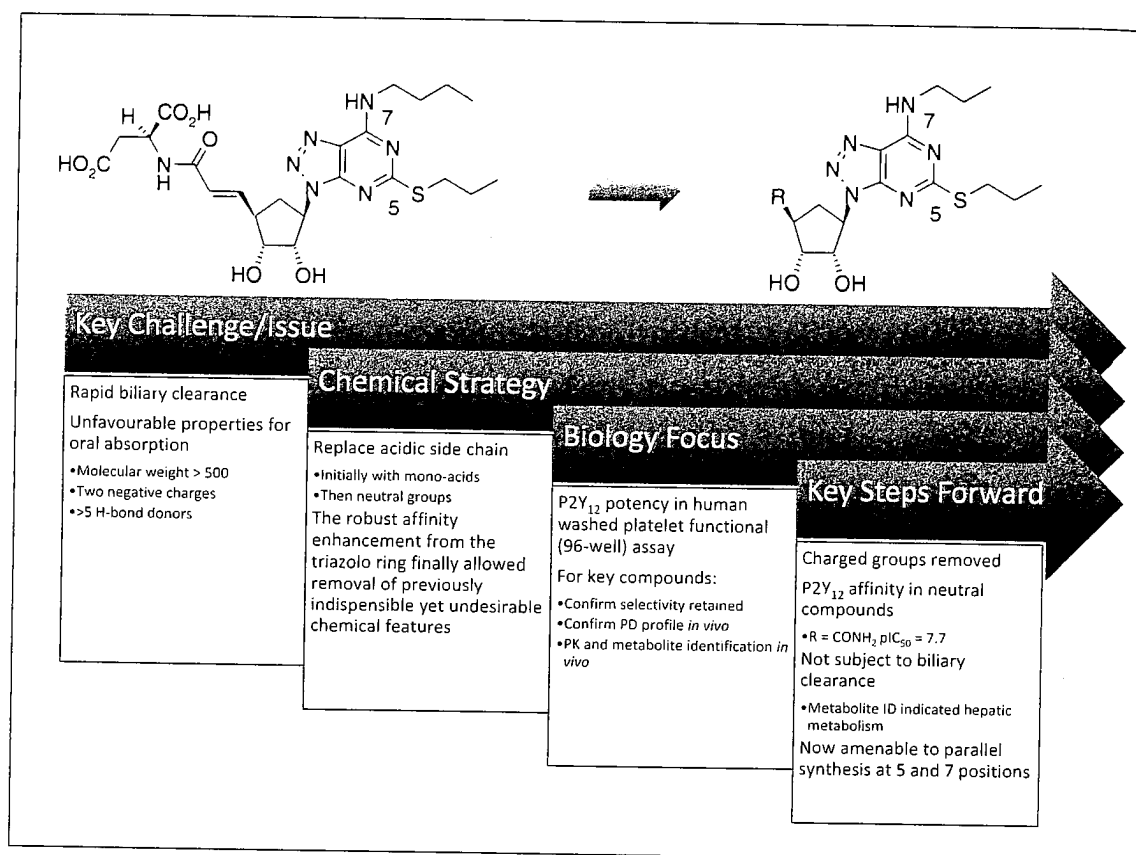 H CO₂H
HO₂C N H O
HN 7
N N N N N N
5 S
HO OH
HN 7
N N N N N N
R 5 S
HO OH
Key Challenge/Issue
Rapid biliary clearance
Unfavourable properties for
oral absorption
•Molecular weight > 500
•Two negative charges
•>5 H-bond donors
Chemical Strategy
Replace acidic side chain
•Initially with mono-acids
•Then neutral groups
The robust affinity
enhancement from the
triazolo ring finally allowed
removal of previously
indispensible yet undesirable
chemical features
Biology Focus
P2Y₁₂ potency in human
washed platelet functional
(96-well) assay
For key compounds:
•Confirm selectivity retained
•Confirm PD profile in vivo
•PK and metabolite identification in
vivo
Key Steps Forward
Charged groups removed
P2Y₁₂ affinity in neutral
compounds
•R = CONH₂ pIC₅₀ = 7.7
Not subject to biliary
clearance
•Metabolite ID indicated hepatic
metabolism
Now amenable to parallel
synthesis at 5 and 7 positions